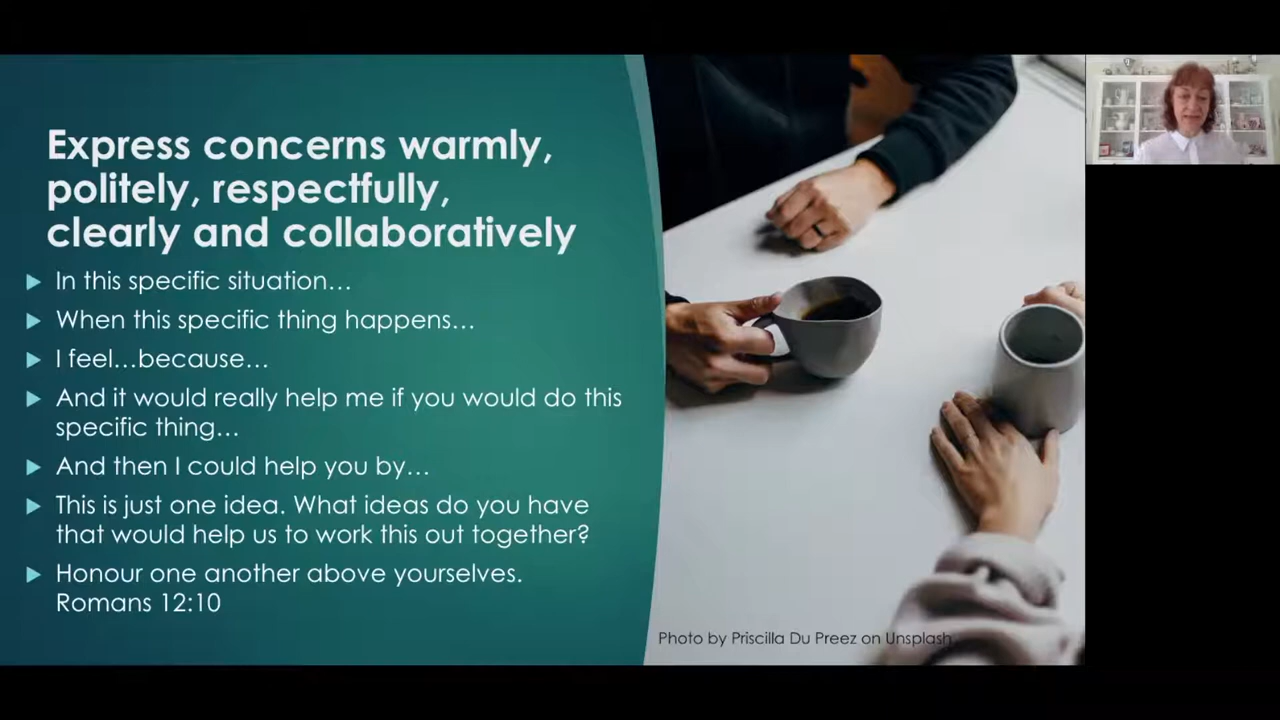 Express concerns warmly,
politely, respectfully,
clearly and collaboratively
In this specific situation…
When this specific thing happens…
I feel…because…
And it would really help me if you would do this
specific thing…
And then I could help you by…
This is just one idea. What ideas do you have
that would help us to work this out together?
Honour one another above yourselves.
Romans 12:10
Photo by Priscilla Du Preez on Unsplash